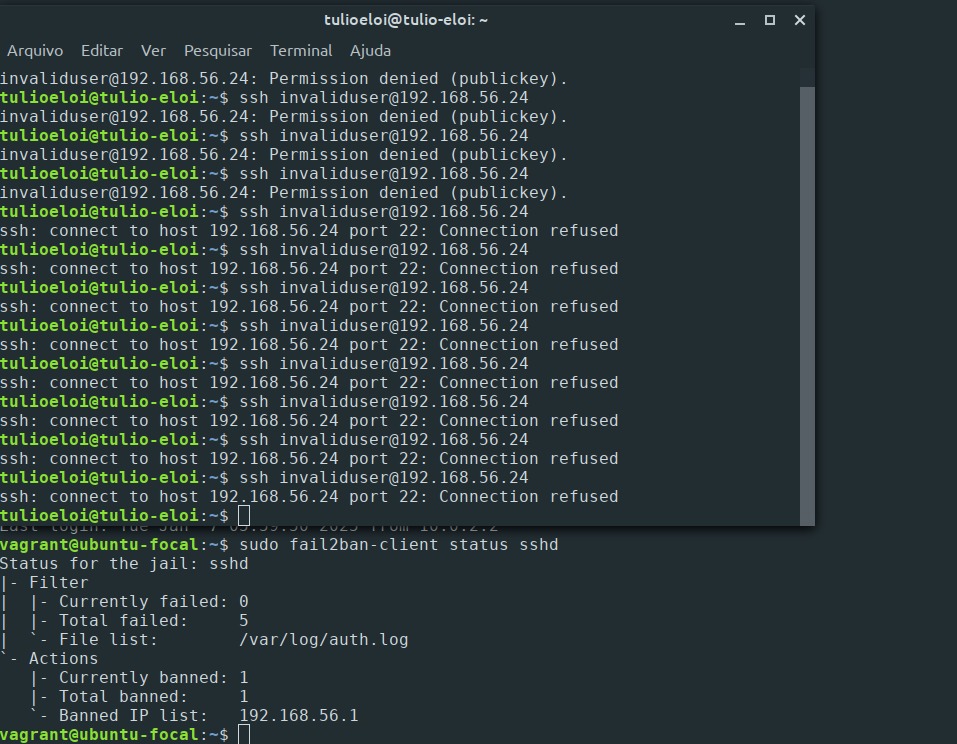 tulioeloi@tulio-eloi: ~
Arquivo Editar Ver Pesquisar Terminal Ajuda
invaliduser@192.168.56.24: Permission denied (publickey).
tulioeloi@tulio-eloi:~$ ssh invaliduser@192.168.56.24
invaliduser@192.168.56.24: Permission denied (publickey).
tulioeloi@tulio-eloi:~$ ssh invaliduser@192.168.56.24
invaliduser@192.168.56.24: Permission denied (publickey).
tulioeloi@tulio-eloi:~$ ssh invaliduser@192.168.56.24
invaliduser@192.168.56.24: Permission denied (publickey).
tulioeloi@tulio-eloi:~$ ssh invaliduser@192.168.56.24
ssh: connect to host 192.168.56.24 port 22: Connection refused
tulioeloi@tulio-eloi:~$ ssh invaliduser@192.168.56.24
ssh: connect to host 192.168.56.24 port 22: Connection refused
tulioeloi@tulio-eloi:~$ ssh invaliduser@192.168.56.24
ssh: connect to host 192.168.56.24 port 22: Connection refused
tulioeloi@tulio-eloi:~$ ssh invaliduser@192.168.56.24
ssh: connect to host 192.168.56.24 port 22: Connection refused
tulioeloi@tulio-eloi:~$ ssh invaliduser@192.168.56.24
ssh: connect to host 192.168.56.24 port 22: Connection refused
tulioeloi@tulio-eloi:~$ ssh invaliduser@192.168.56.24
ssh: connect to host 192.168.56.24 port 22: Connection refused
tulioeloi@tulio-eloi:~$ ssh invaliduser@192.168.56.24
ssh: connect to host 192.168.56.24 port 22: Connection refused
tulioeloi@tulio-eloi:~$ ssh invaliduser@192.168.56.24
ssh: connect to host 192.168.56.24 port 22: Connection refused
tulioeloi@tulio-eloi:~$
vagrant@ubuntu-focal:~$ sudo fail2ban-client status sshd
Status for the jail: sshd
|- Filter
|  |- Currently failed: 0
|  |- Total failed:     5
|  `- File list:        /var/log/auth.log
`- Actions
   |- Currently banned: 1
   |- Total banned:     1
   `- Banned IP list:   192.168.56.1
vagrant@ubuntu-focal:~$